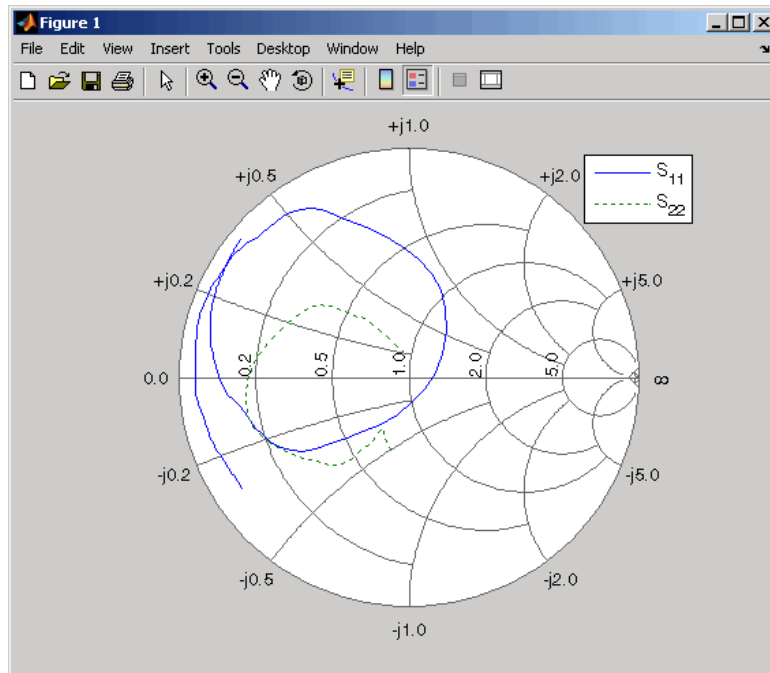 Figure 1
File Edit View Insert Tools Desktop Window Help
+j1.0
+j0.5
+j2.0
S11
S22
+j0.2
+j5.0
0.0
0.2
0.5
1.0
2.0
5.0
∞
-j0.2
-j5.0
-j0.5
-j2.0
-j1.0